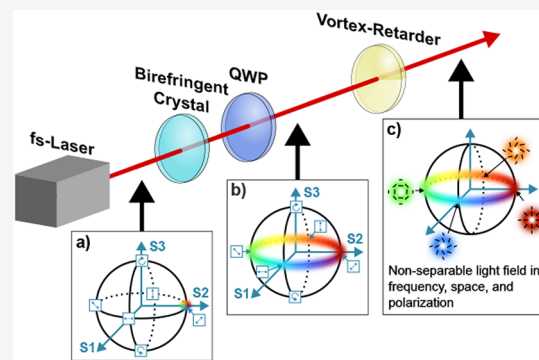 Vortex-Retarder
QWP
Birefringent
Crystal
fs-Laser
a)
S3
S2
S1
b)
S3
S2
S1
c)
Non-separable light field in
frequency, space, and
polarization